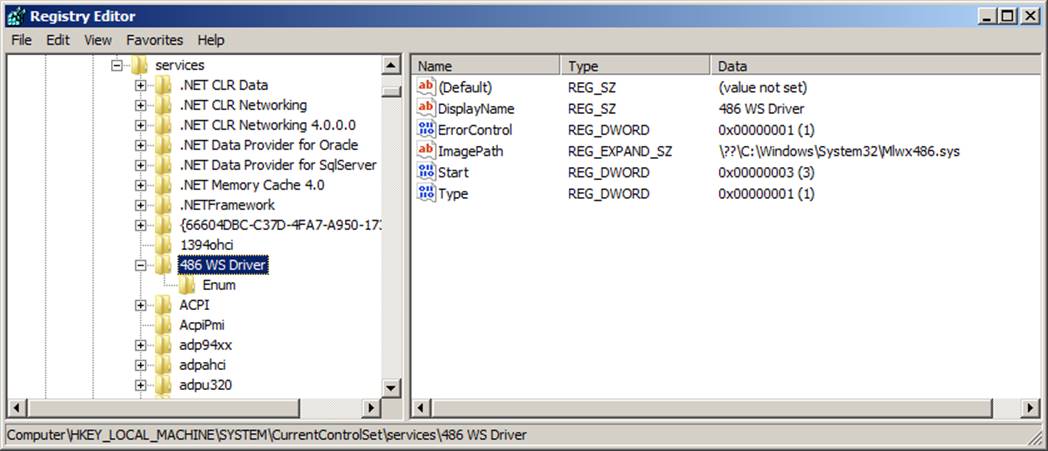 Registry Editor
File Edit View Favorites Help
services
.NET CLR Data
.NET CLR Networking
.NET CLR Networking 4.0.0.0
.NET Data Provider for Oracle
.NET Data Provider for SqlServer
.NET Memory Cache 4.0
.NETFramework
{66604DBC-C37D-4FA7-A950-173
1394ohci
486 WS Driver
Enum
ACPI
AcpiPmi
adp94xx
adpahci
adpu320
Name Type Data
(Default) REG_SZ (value not set)
DisplayName REG_SZ 486 WS Driver
ErrorControl REG_DWORD 0x00000001 (1)
ImagePath REG_EXPAND_SZ \??\C:\Windows\System32\Mlwx486.sys
Start REG_DWORD 0x00000003 (3)
Type REG_DWORD 0x00000001 (1)
Computer\HKEY_LOCAL_MACHINE\SYSTEM\CurrentControlSet\services\486 WS Driver